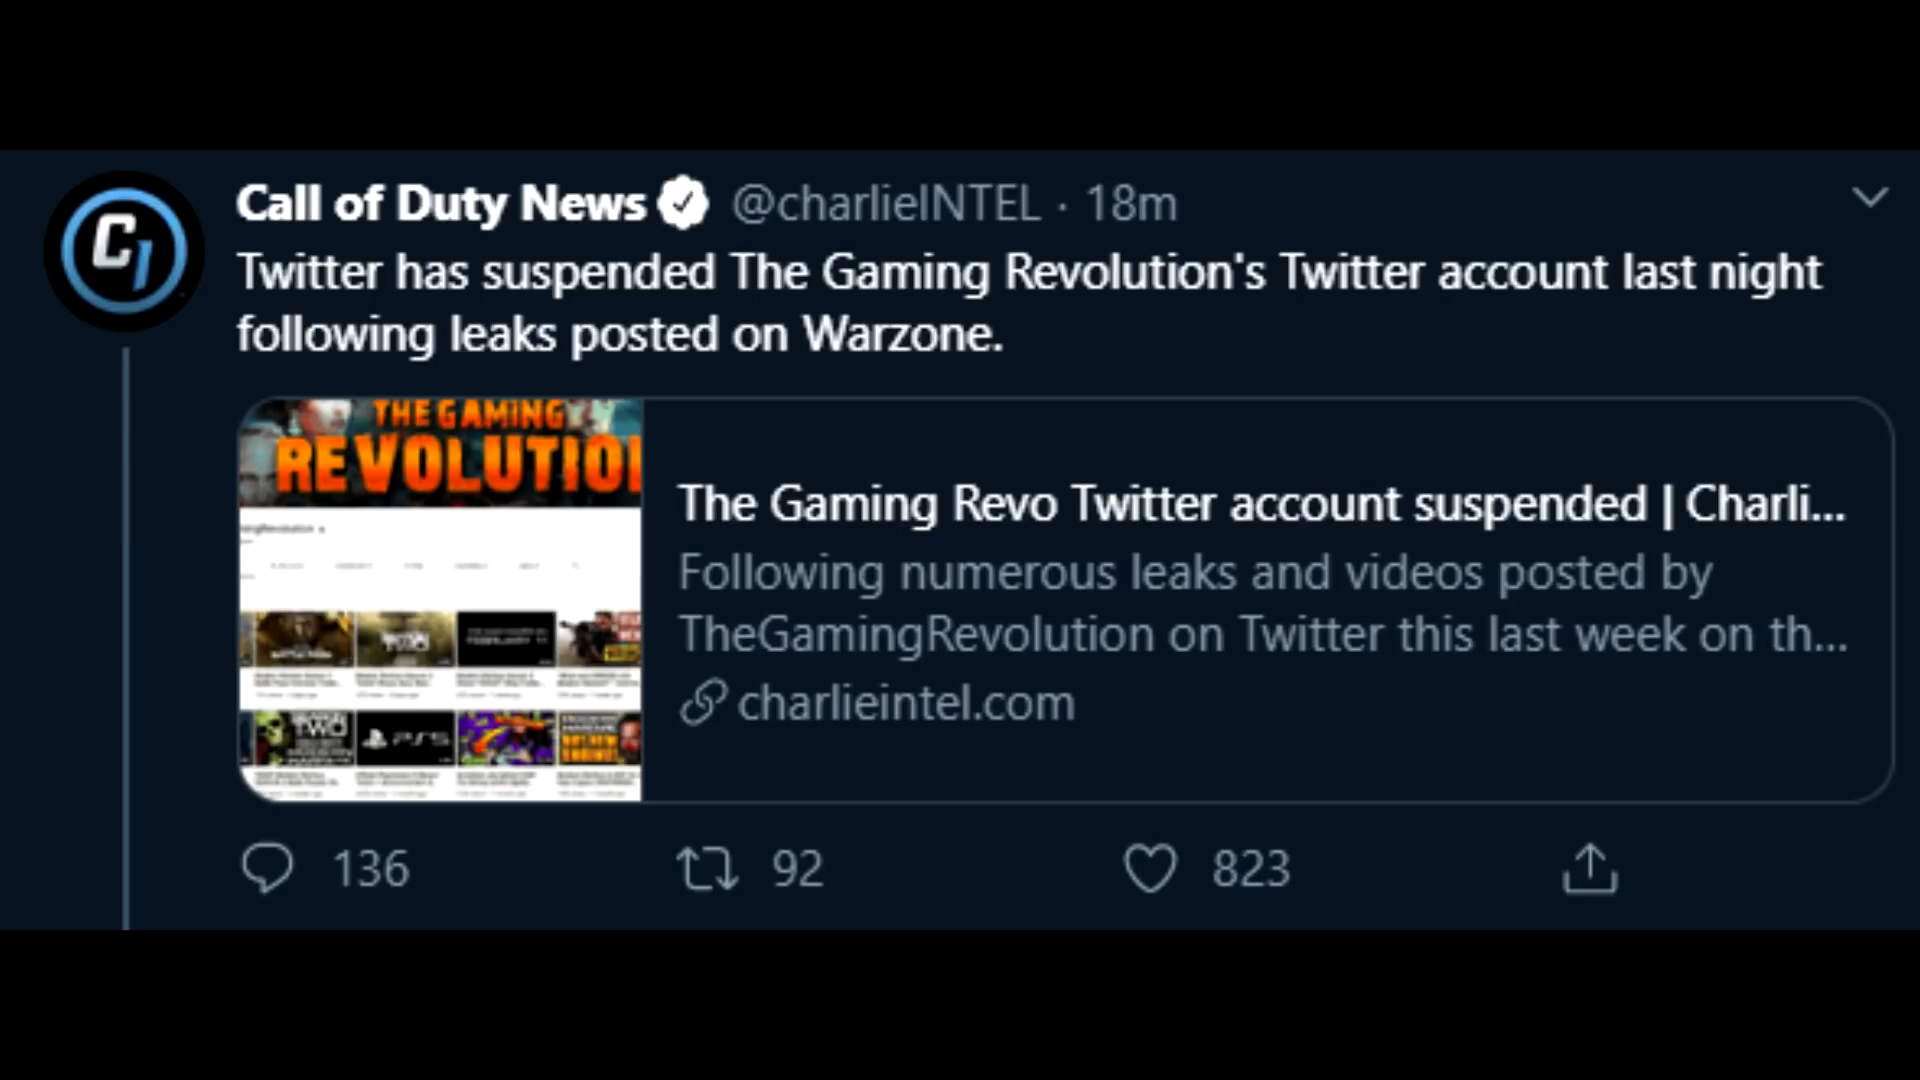 Call of Duty News @charlieINTEL · 18m
Twitter has suspended The Gaming Revolution's Twitter account last night
following leaks posted on Warzone.
THE GAMING
REVOLUTIO
The Gaming Revo Twitter account suspended | Charli...
Following numerous leaks and videos posted by
TheGamingRevolution on Twitter this last week on th...
charlieintel.com
TWO
PS5
136 92 823